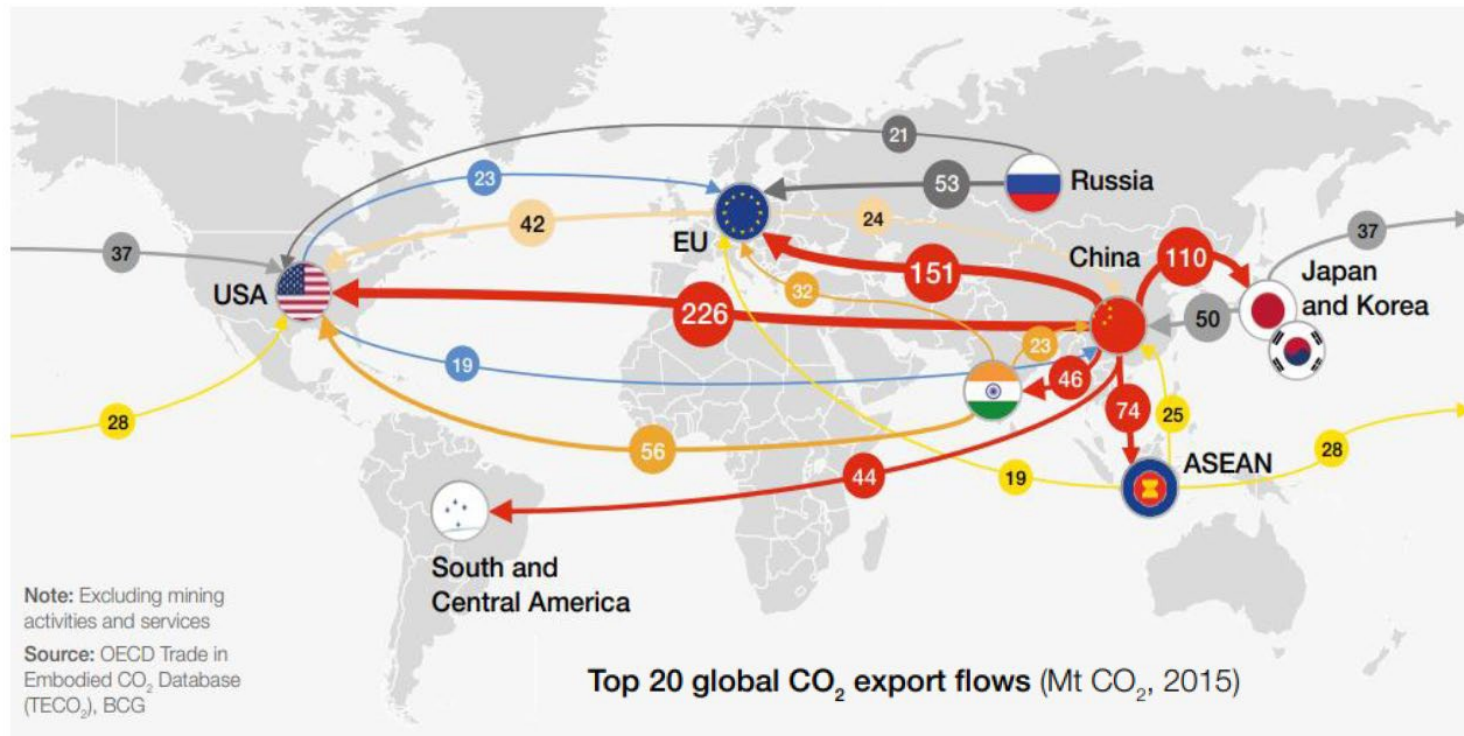 21
23
53
Russia
42
24
37
EU
37
China
110
151
Japan
and Korea
USA
32
226
50
23
19
46
28
74
25
56
ASEAN
28
44
19
South and
Central America
Note: Excluding mining
activities and services
Source: OECD Trade in
Embodied CO₂ Database
(TECO₂), BCG
Top 20 global CO₂ export flows (Mt CO₂, 2015)